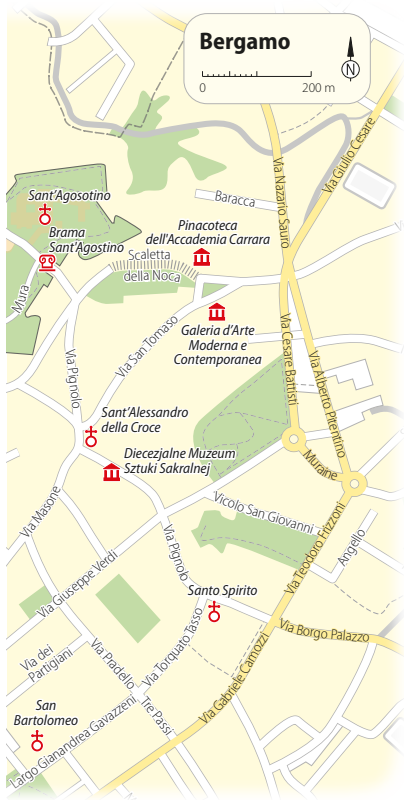 Bergamo
0
200 m
N
Via Nazario Sauro
Via Giulio Cesare
Sant'Agosotino
Baracca
Brama
Sant'Agostino
Pinacoteca
dell'Accademia Carrara
Scaletta
della Noca
Mura
Galeria d'Arte
Moderna e
Contemporanea
Via San Tomaso
Via Pignolo
Via Cesare Battisti
Via Alberto Pitentino
Sant'Alessandro
della Croce
Diecezjalne Muzeum
Sztuki Sakralnej
Muraine
Via Masone
Vicolo San Giovanni
Via Pignolo
Via Teodoro Frizzoni
Angello
Via Giuseppe Verdi
Santo Spirito
Via Borgo Palazzo
Via dei
Partigiani
Via Pradello
Via Torquato Tasso
Via Gabriele Camozzi
San
Bartolomeo
Tre Passi
Largo Gianandrea Gavazzeni